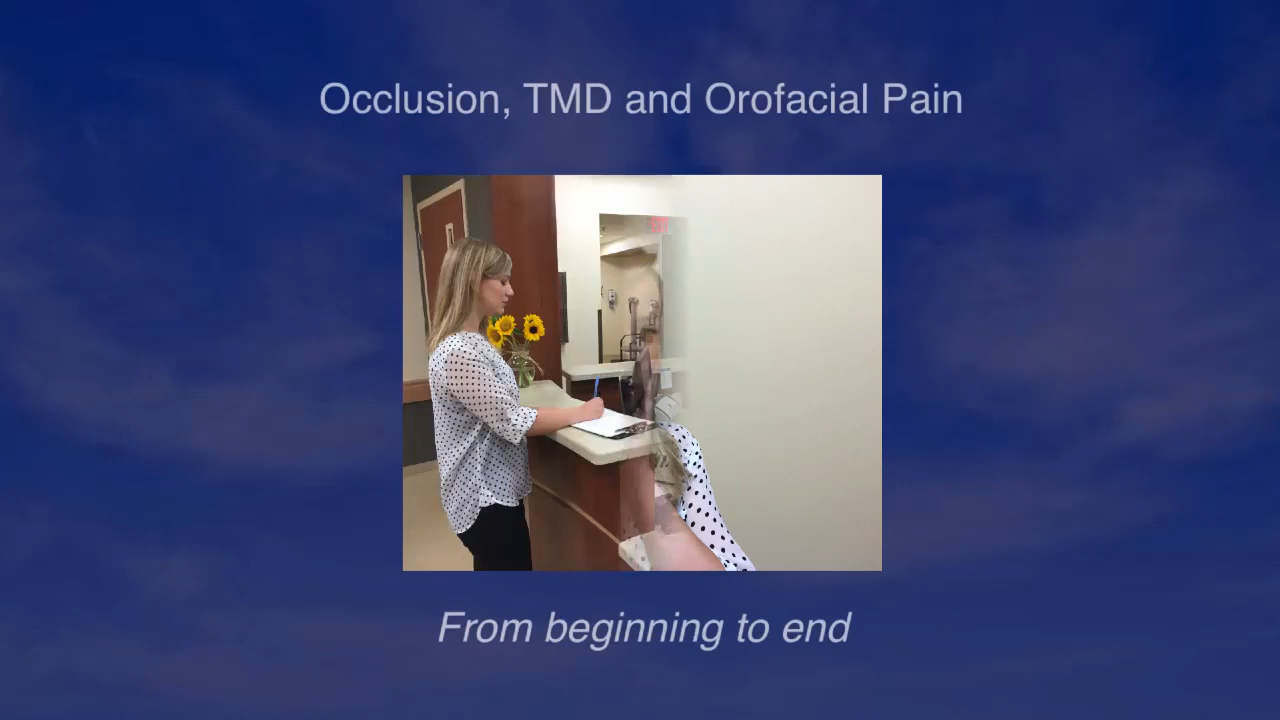 Occlusion, TMD and Orofacial Pain
From beginning to end